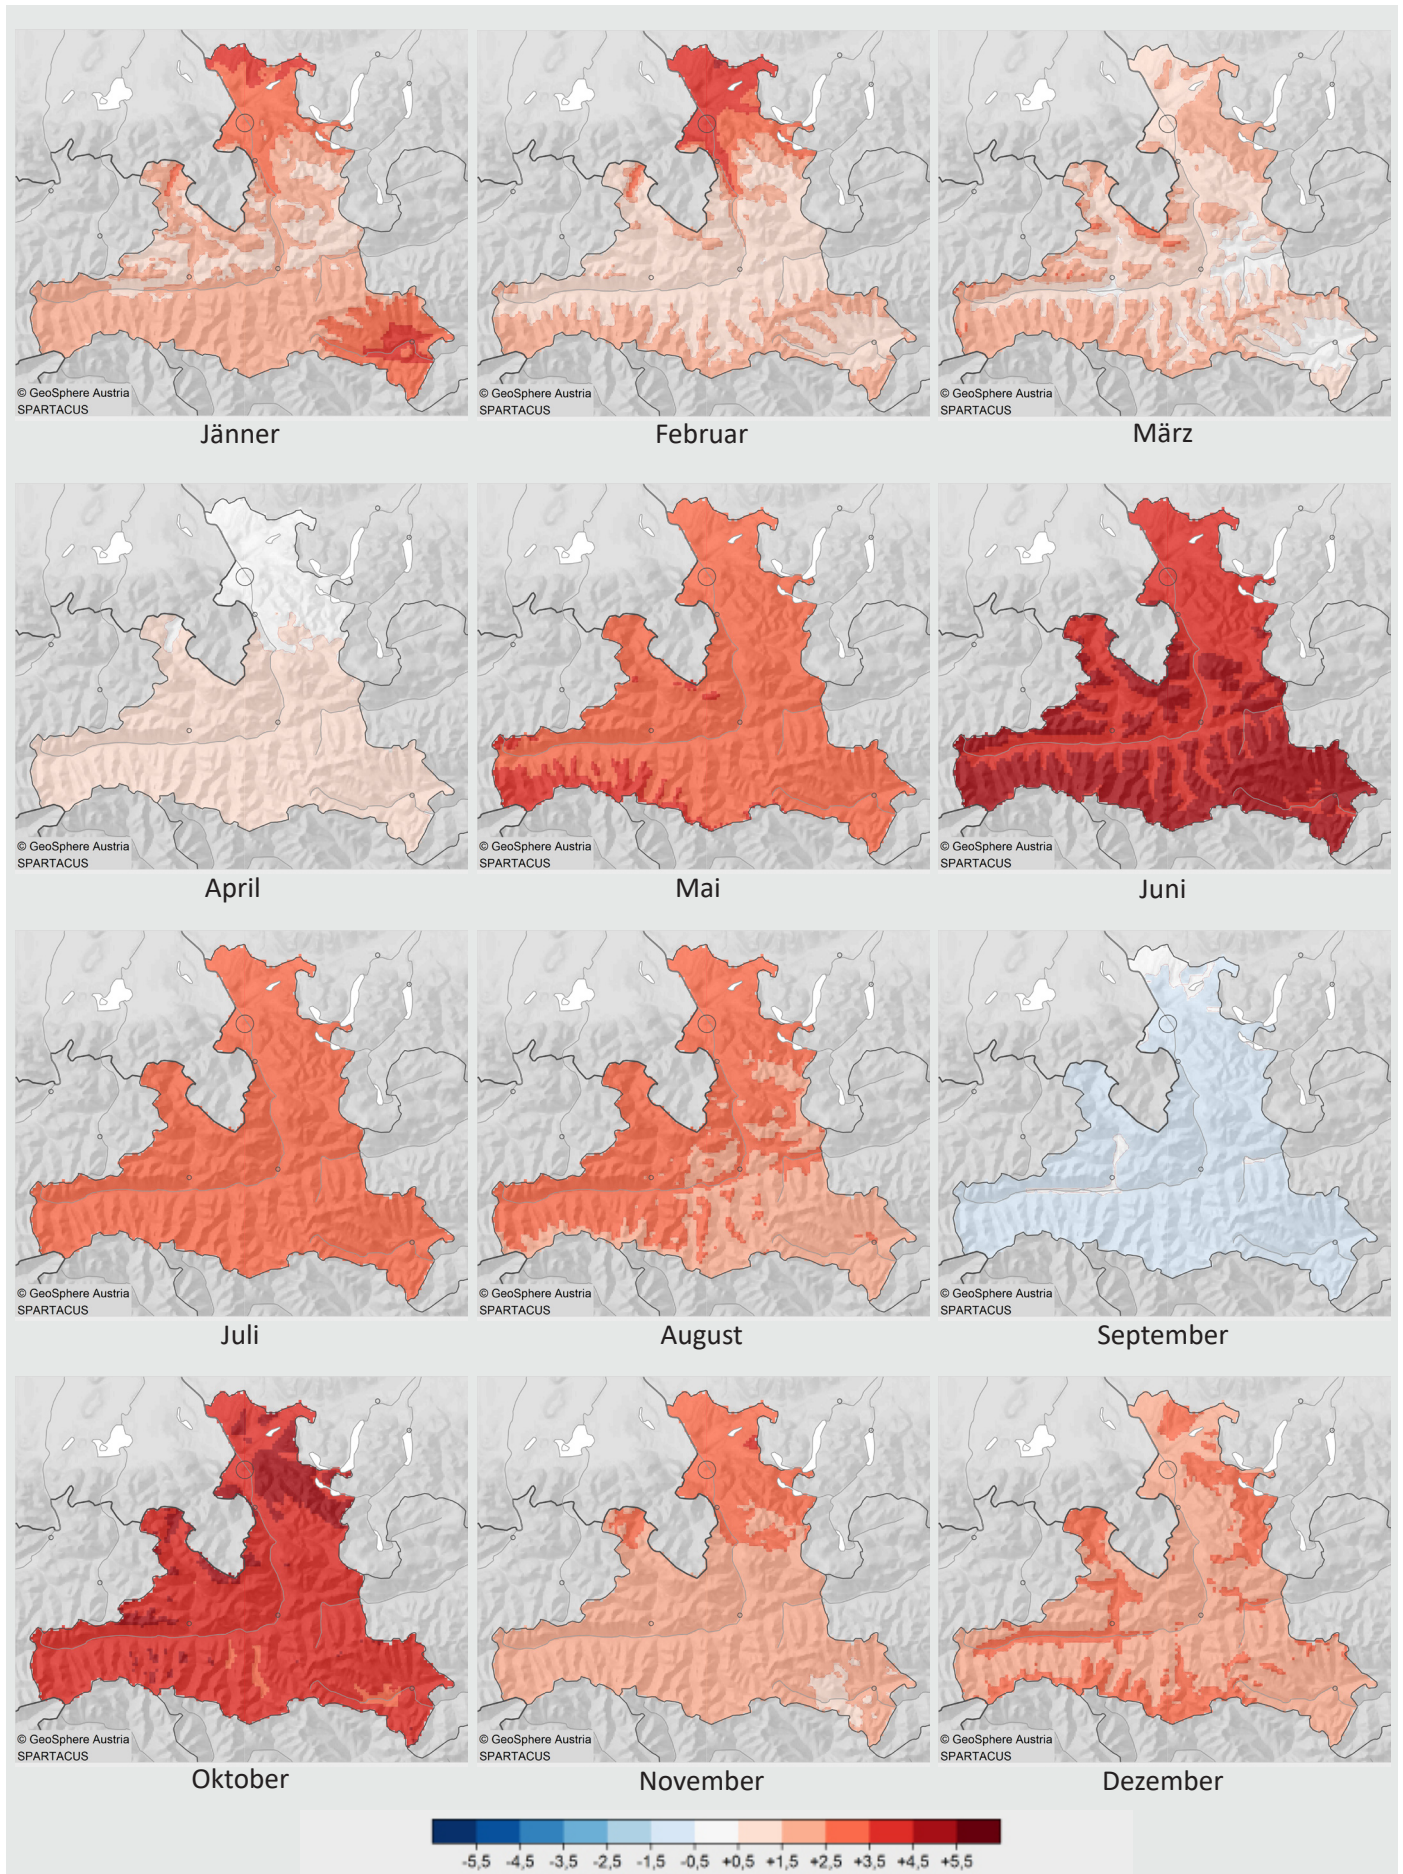 © GeoSphere Austria
SPARTACUS
© GeoSphere Austria
SPARTACUS
© GeoSphere Austria
SPARTACUS
Jänner
Februar
März
© GeoSphere Austria
SPARTACUS
© GeoSphere Austria
SPARTACUS
© GeoSphere Austria
SPARTACUS
April
Mai
Juni
© GeoSphere Austria
SPARTACUS
© GeoSphere Austria
SPARTACUS
© GeoSphere Austria
SPARTACUS
Juli
August
September
© GeoSphere Austria
SPARTACUS
© GeoSphere Austria
SPARTACUS
© GeoSphere Austria
SPARTACUS
Oktober
November
Dezember
-5,5 -4,5 -3,5 -2,5 -1,5 -0,5 +0,5 +1,5 +2,5 +3,5 +4,5 +5,5